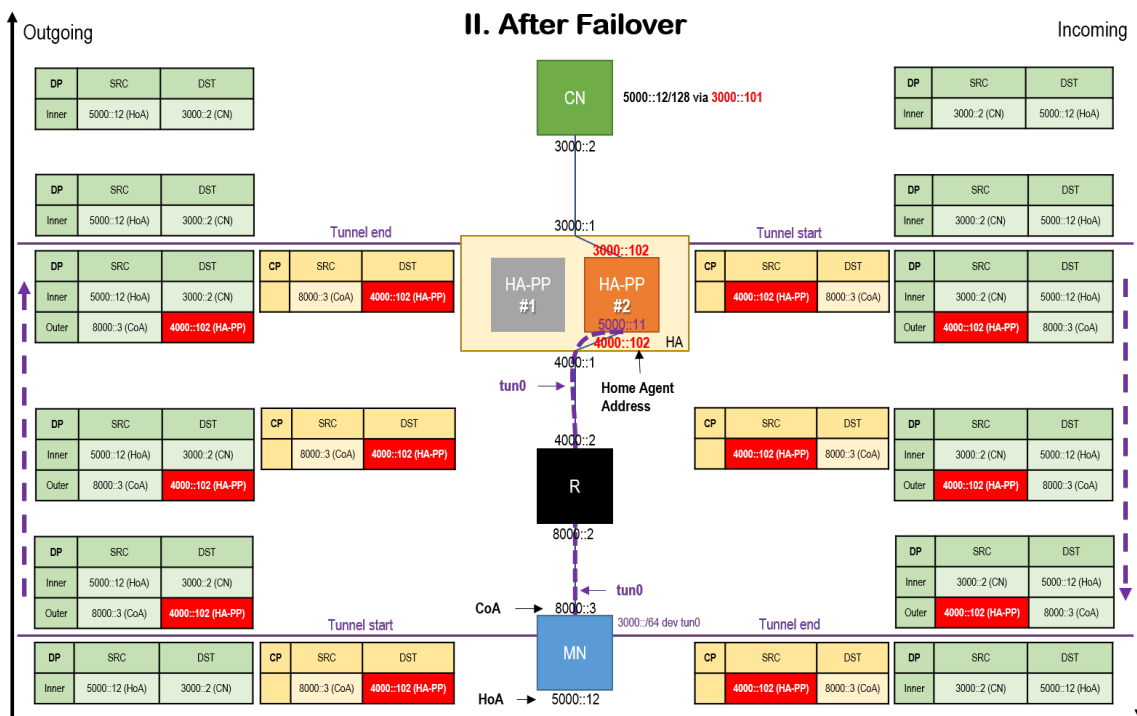 II. After Failover
Outgoing
Incoming
DP SRC DST
Inner 5000::12 (HoA) 3000::2 (CN)
CN
5000::12/128 via 3000::101
3000::2
DP SRC DST
Inner 3000::2 (CN) 5000::12 (HoA)
DP SRC DST
Inner 5000::12 (HoA) 3000::2 (CN)
3000::1
DP SRC DST
Inner 3000::2 (CN) 5000::12 (HoA)
Tunnel end
Tunnel start
DP SRC DST
Inner 5000::12 (HoA) 3000::2 (CN)
Outer 8000::3 (CoA) 4000::102 (HA-PP)
CP SRC DST
8000::3 (CoA) 4000::102 (HA-PP)
3000::102
HA-PP
#1
HA-PP
#2
5000::11
4000::102
HA
CP SRC DST
4000::102 (HA-PP) 8000::3 (CoA)
DP SRC DST
Inner 3000::2 (CN) 5000::12 (HoA)
Outer 4000::102 (HA-PP) 8000::3 (CoA)
4000::1
tun0
Home Agent
Address
DP SRC DST
Inner 5000::12 (HoA) 3000::2 (CN)
Outer 8000::3 (CoA) 4000::102 (HA-PP)
CP SRC DST
8000::3 (CoA) 4000::102 (HA-PP)
4000::2
R
8000::2
CP SRC DST
4000::102 (HA-PP) 8000::3 (CoA)
DP SRC DST
Inner 3000::2 (CN) 5000::12 (HoA)
Outer 4000::102 (HA-PP) 8000::3 (CoA)
DP SRC DST
Inner 5000::12 (HoA) 3000::2 (CN)
Outer 8000::3 (CoA) 4000::102 (HA-PP)
tun0
CoA
8000::3
3000::/64 dev tun0
DP SRC DST
Inner 3000::2 (CN) 5000::12 (HoA)
Outer 4000::102 (HA-PP) 8000::3 (CoA)
Tunnel start
Tunnel end
DP SRC DST
Inner 5000::12 (HoA) 3000::2 (CN)
CP SRC DST
8000::3 (CoA) 4000::102 (HA-PP)
MN
HoA
5000::12
CP SRC DST
4000::102 (HA-PP) 8000::3 (CoA)
DP SRC DST
Inner 3000::2 (CN) 5000::12 (HoA)